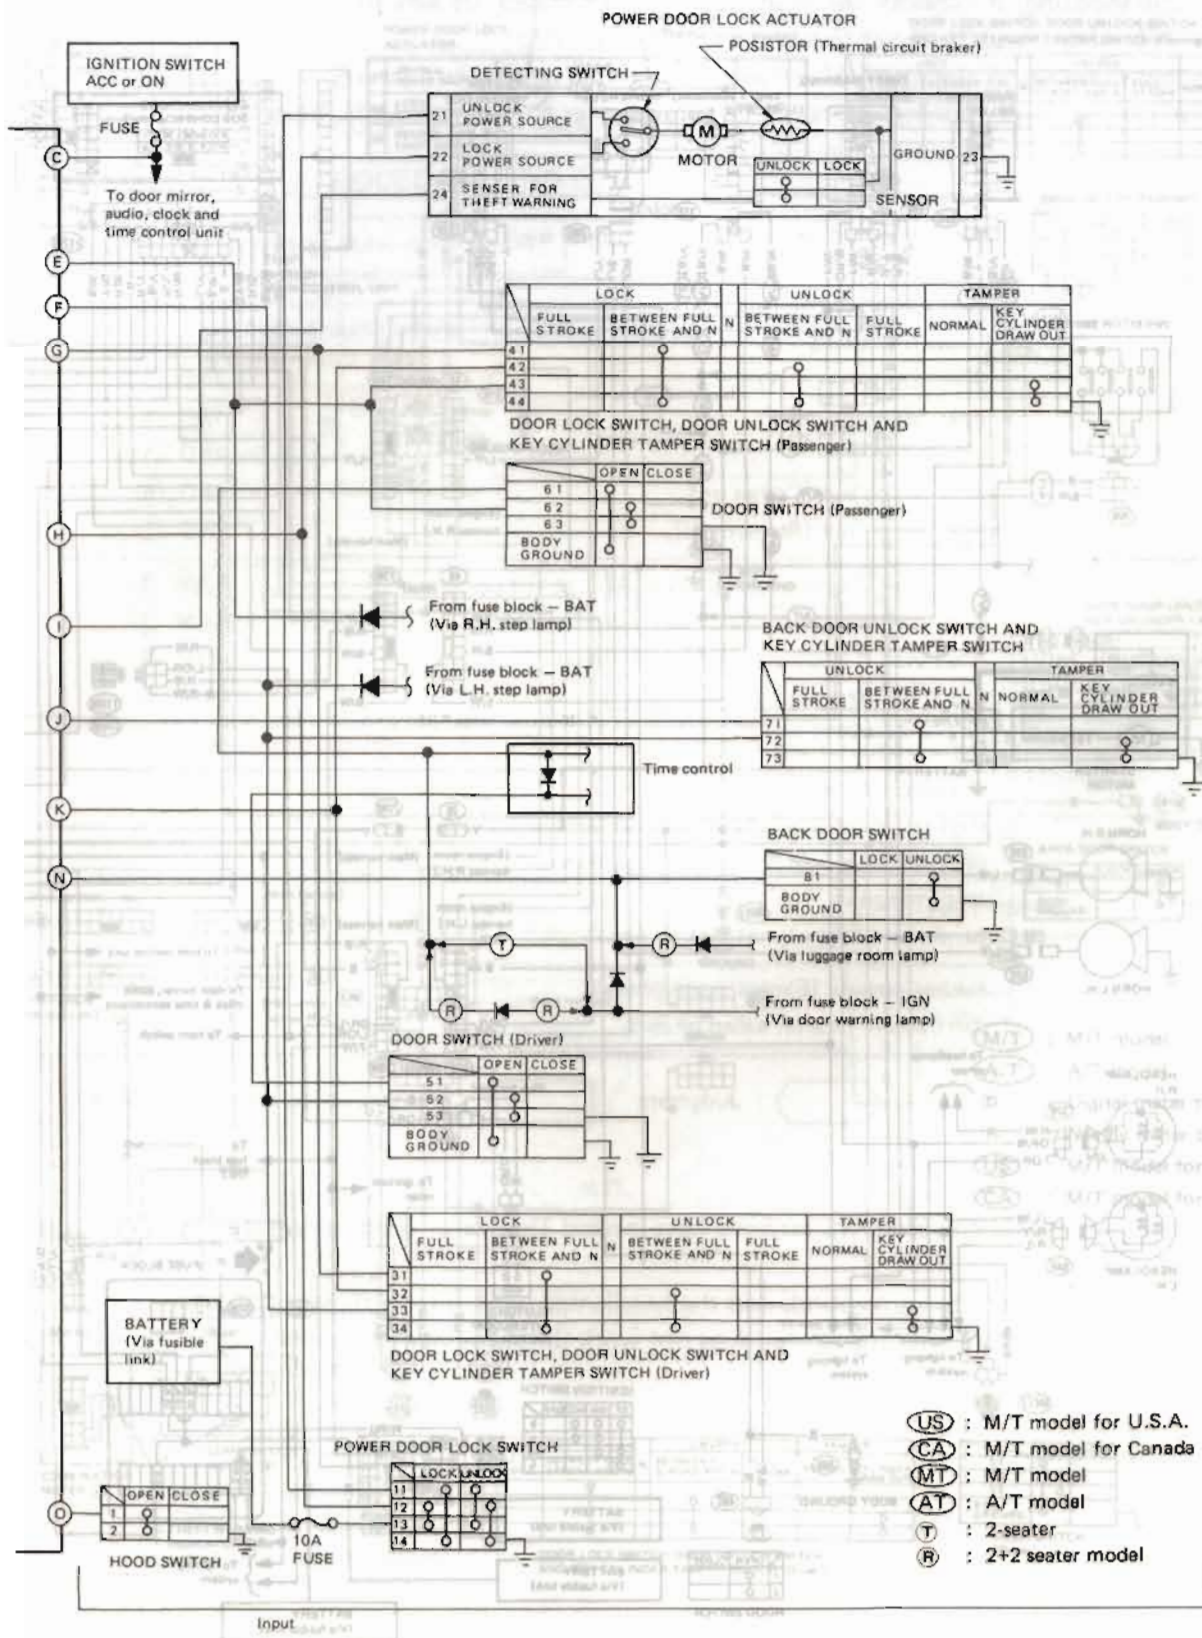 POWER DOOR LOCK ACTUATOR
POSISTOR (Thermal circuit braker)
DETECTING SWITCH
IGNITION SWITCH
ACC or ON
FUSE
C
To door mirror,
audio, clock and
time control unit
21 UNLOCK
POWER SOURCE
22 LOCK
POWER SOURCE
24 SENSER FOR
THEFT WARNING
M
MOTOR
UNLOCK LOCK
SENSOR
GROUND 23
E
F
G
LOCK UNLOCK TAMPER
FULL
STROKE
BETWEEN FULL
STROKE AND N
N
BETWEEN FULL
STROKE AND N
FULL
STROKE
NORMAL
KEY
CYLINDER
DRAW OUT
41
42
43
44
DOOR LOCK SWITCH, DOOR UNLOCK SWITCH AND
KEY CYLINDER TAMPER SWITCH (Passenger)
OPEN CLOSE
61
62
63
BODY
GROUND
DOOR SWITCH (Passenger)
H
From fuse block – BAT
(Via R.H. step lamp)
I
From fuse block – BAT
(Via L.H. step lamp)
BACK DOOR UNLOCK SWITCH AND
KEY CYLINDER TAMPER SWITCH
UNLOCK TAMPER
FULL
STROKE
BETWEEN FULL
STROKE AND N
N
NORMAL
KEY
CYLINDER
DRAW OUT
71
72
73
J
Time control
K
BACK DOOR SWITCH
LOCK UNLOCK
81
BODY
GROUND
N
T
R
From fuse block – BAT
(Via luggage room lamp)
R
R
From fuse block – IGN
(Via door warning lamp)
DOOR SWITCH (Driver)
OPEN CLOSE
51
52
53
BODY
GROUND
LOCK UNLOCK TAMPER
FULL
STROKE
BETWEEN FULL
STROKE AND N
N
BETWEEN FULL
STROKE AND N
FULL
STROKE
NORMAL
KEY
CYLINDER
DRAW OUT
31
32
33
34
DOOR LOCK SWITCH, DOOR UNLOCK SWITCH AND
KEY CYLINDER TAMPER SWITCH (Driver)
BATTERY
(Via fusible
link)
POWER DOOR LOCK SWITCH
LOCK UNLOCK
11
12
13
14
10A
FUSE
O
OPEN CLOSE
1
2
HOOD SWITCH
US : M/T model for U.S.A.
CA : M/T model for Canada
MT : M/T model
AT : A/T model
T : 2-seater
R : 2+2 seater model
Input